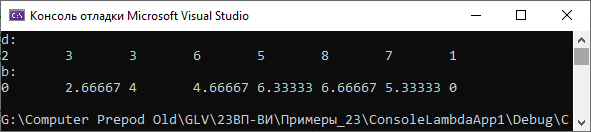 Консоль отладки Microsoft Visual Studio
d:
2 3 3 6 5 8 7 1
b:
0 2.66667 4 4.66667 6.33333 6.66667 5.33333 0
G:\Computer Prepod Old\GLV\23ВП-ВИ\Примеры_23\ConsoleLambdaApp1\Debug\C